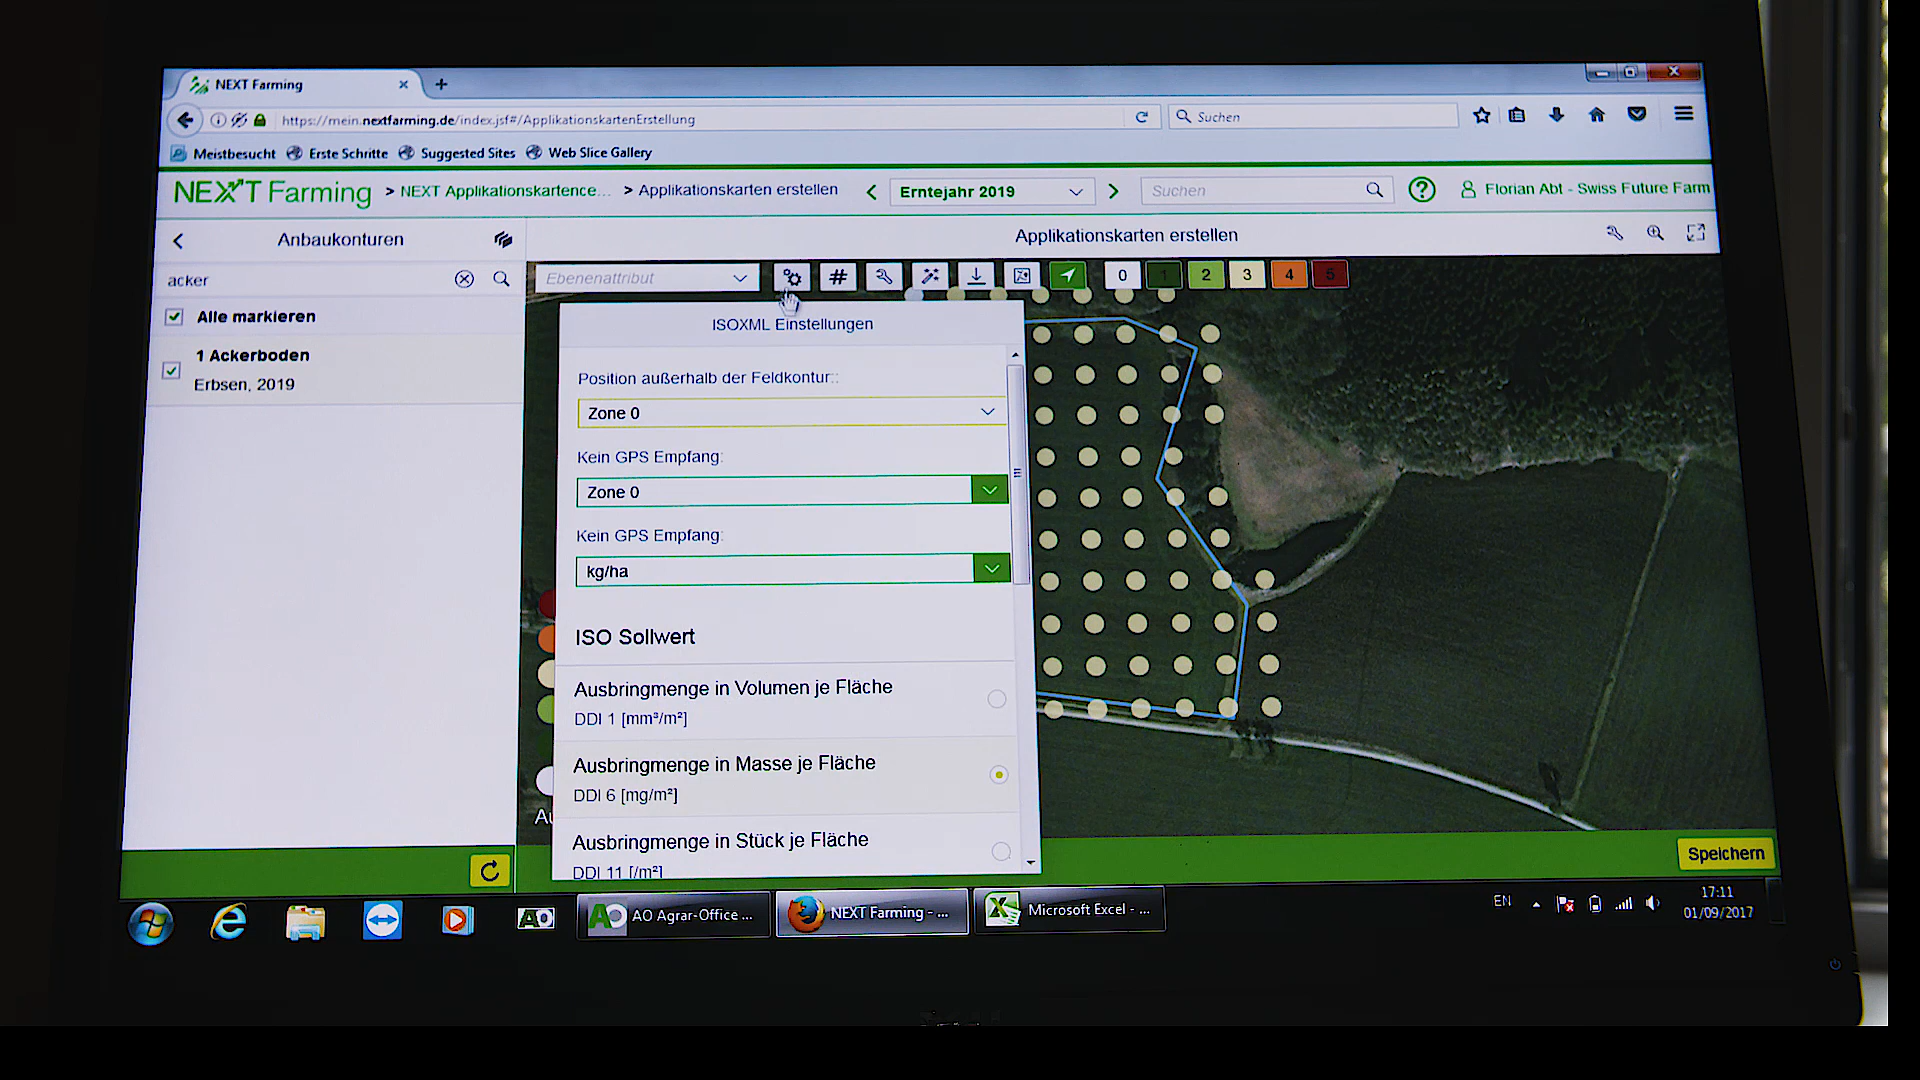 NEXT Farming
https://mein.nextfarming.de/index.jsf#/ApplikationskartenErstellung
Suchen
Meistbesucht Erste Schritte Suggested Sites Web Slice Gallery
NEXT Farming > NEXT Applikationskartence... > Applikationskarten erstellen
Erntejahr 2019
Suchen
Florian Abt - Swiss Future Farm
Anbaukonturen
Applikationskarten erstellen
acker
Ebenenattribut
# 0 1 2 3 4 5
Alle markieren
1 Ackerboden
Erbsen, 2019
ISOXML Einstellungen
Position außerhalb der Feldkontur::
Zone 0
Kein GPS Empfang:
Zone 0
Kein GPS Empfang:
kg/ha
ISO Sollwert
Ausbringmenge in Volumen je Fläche
DDI 1 [mm³/m²]
Ausbringmenge in Masse je Fläche
DDI 6 [mg/m²]
Ausbringmenge in Stück je Fläche
DDI 11 [/m²]
Speichern
AO
AO Agrar-Office ...
NEXT Farming - ...
Microsoft Excel - ...
EN
17:11
01/09/2017